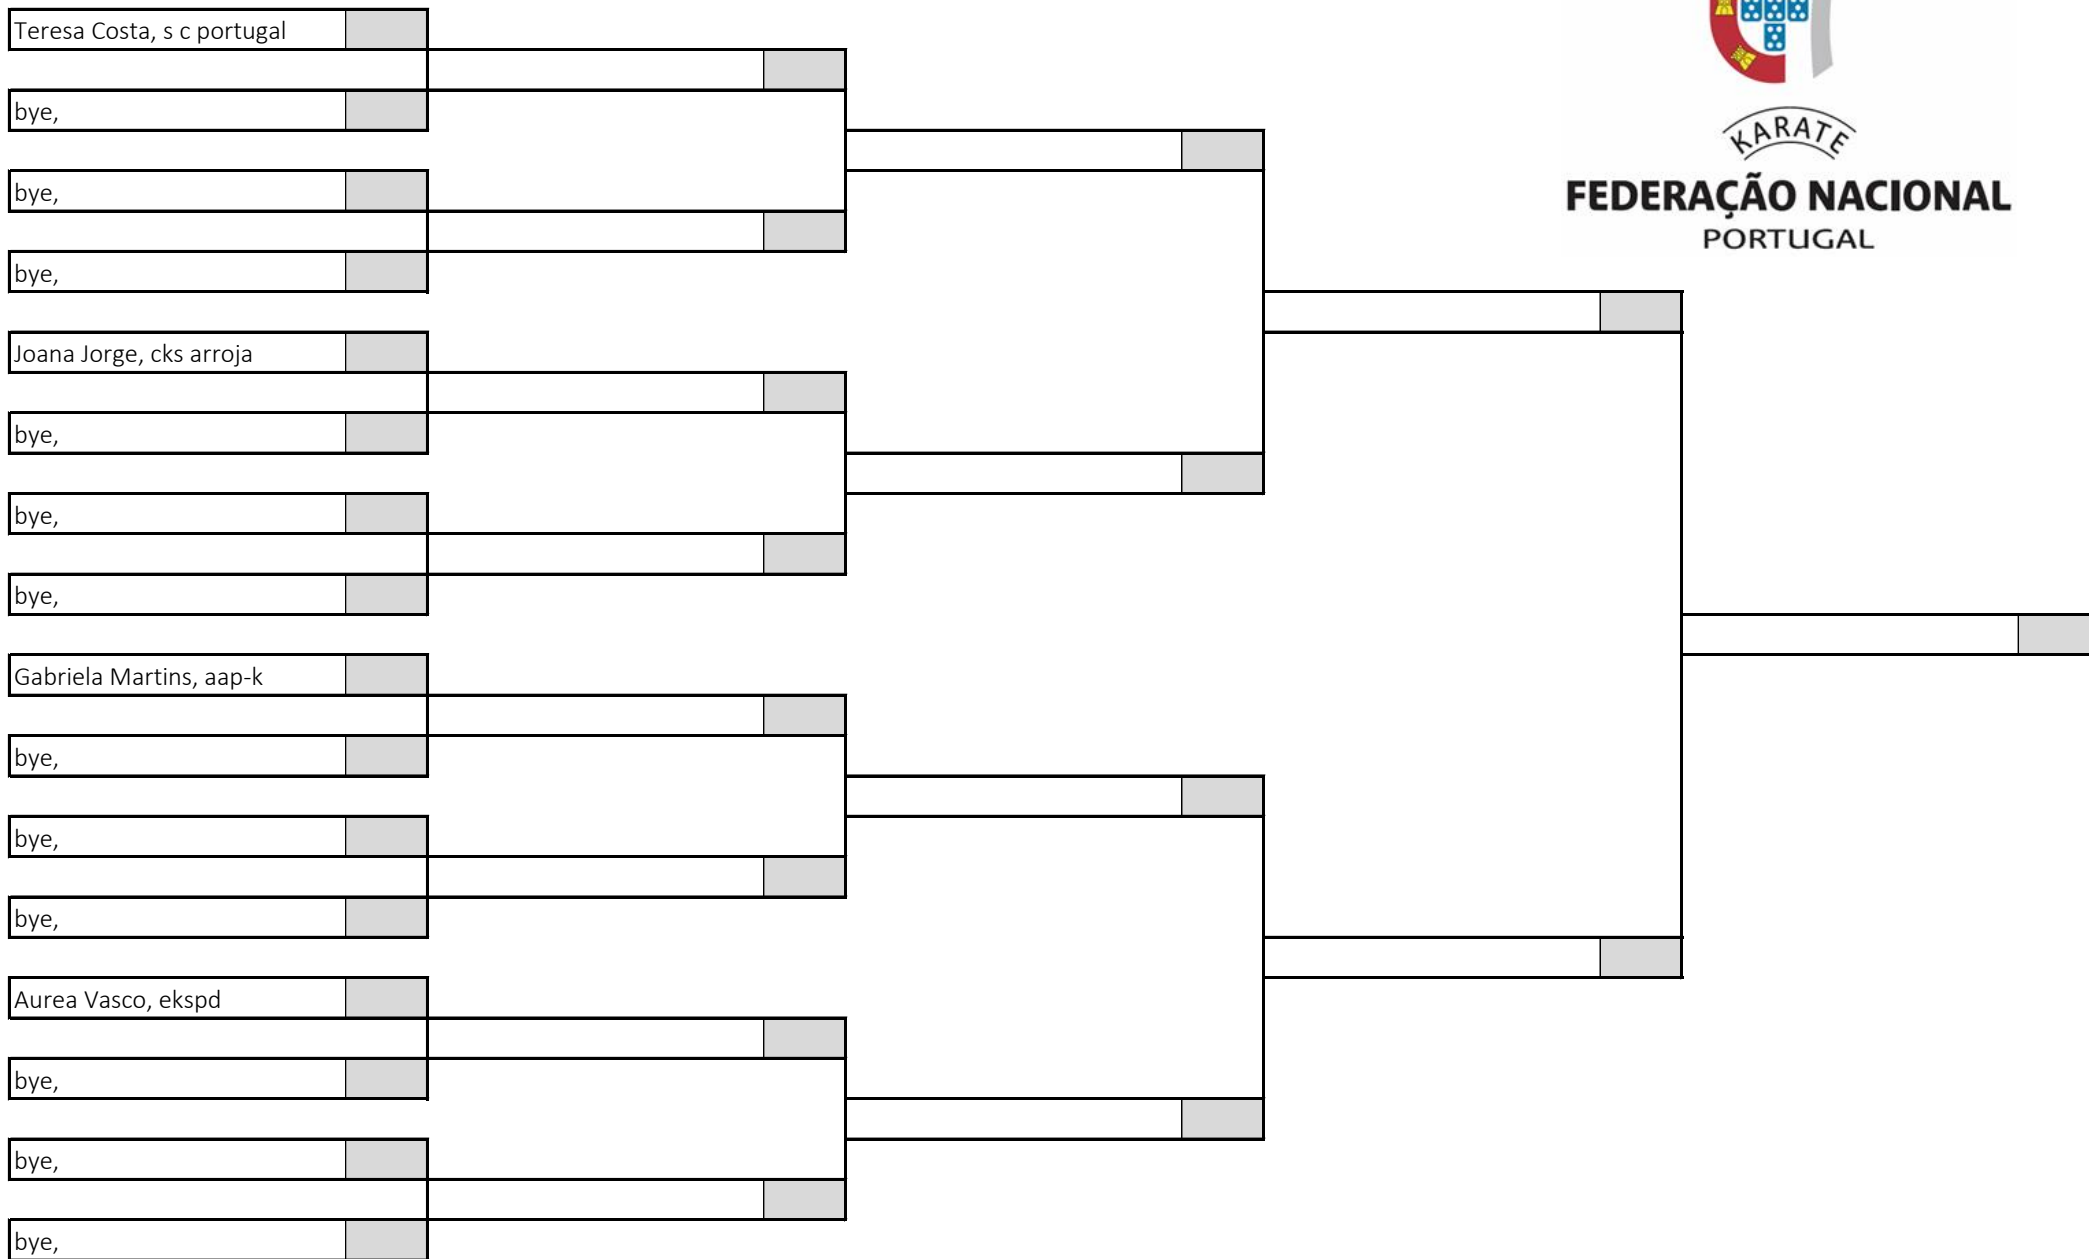 Teresa Costa, s c portugal
bye,
bye,
bye,
Joana Jorge, cks arroja
bye,
bye,
bye,
Gabriela Martins, aap-k
bye,
bye,
bye,
Aurea Vasco, ekspd
bye,
bye,
bye,
KARATE
FEDERAÇÃO NACIONAL
PORTUGAL